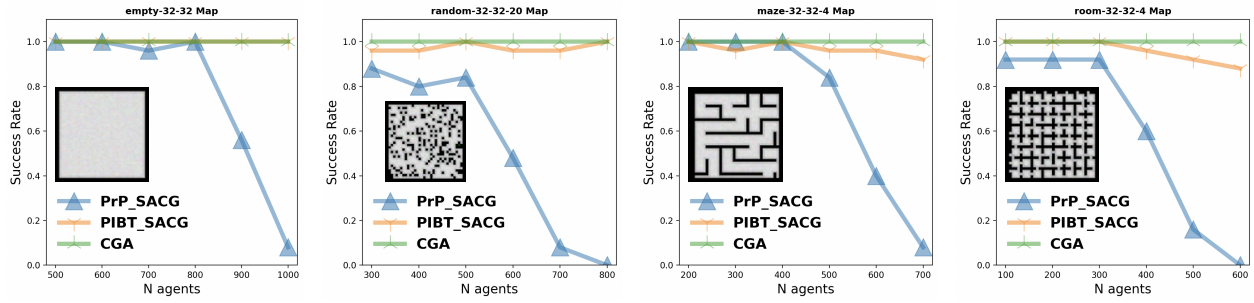 empty-32-32 Map
Success Rate
1.0
0.8
0.6
0.4
0.2
0.0
PrP_SACG
PIBT_SACG
CGA
500 600 700 800 900 1000
N agents
random-32-32-20 Map
Success Rate
1.0
0.8
0.6
0.4
0.2
0.0
PrP_SACG
PIBT_SACG
CGA
300 400 500 600 700 800
N agents
maze-32-32-4 Map
Success Rate
1.0
0.8
0.6
0.4
0.2
0.0
PrP_SACG
PIBT_SACG
CGA
200 300 400 500 600 700
N agents
room-32-32-4 Map
Success Rate
1.0
0.8
0.6
0.4
0.2
0.0
PrP_SACG
PIBT_SACG
CGA
100 200 300 400 500 600
N agents